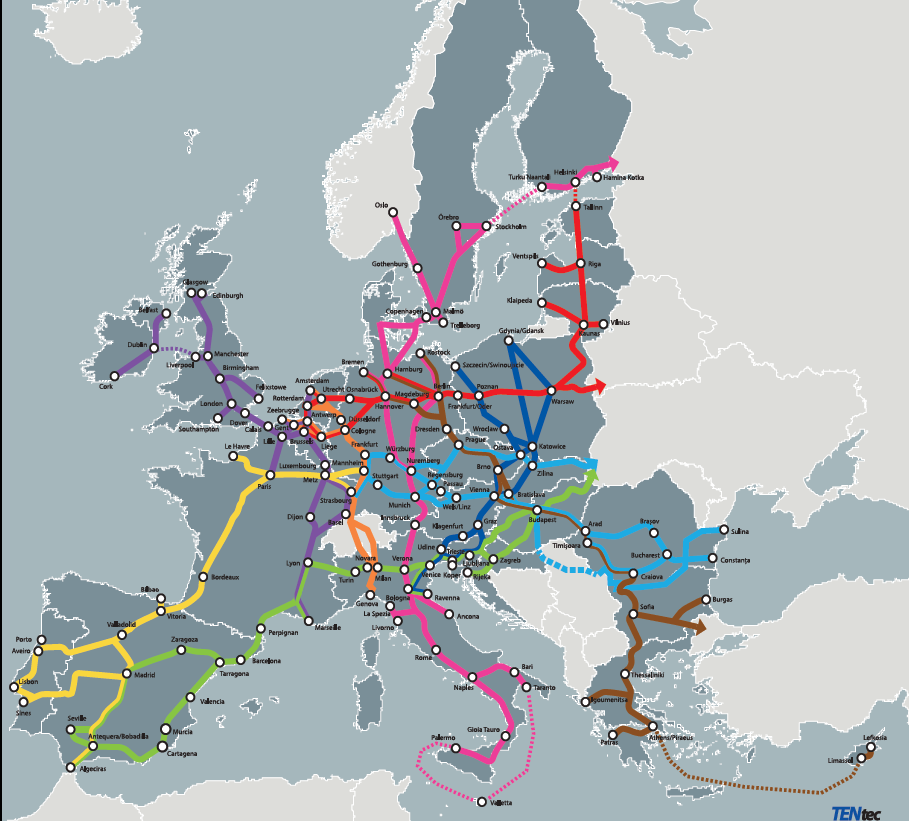 Helsinki
Turku Naantali
Hamina Kotka
Oslo
Örebro
Stockholm
Tallinn
Gothenburg
Ventspils
Riga
Glasgow
Edinburgh
Klaipeda
Belfast
Copenhagen
Malmö
Trelleborg
Kaunas
Vilnius
Gdynia/Gdansk
Dublin
Liverpool
Manchester
Rostock
Bremen
Hamburg
Szczecin/Swinoujscie
Cork
Birmingham
Felixstowe
Amsterdam
Utrecht
Osnabrück
Magdeburg
Berlin
Poznan
Warsaw
London
Rotterdam
Hannover
Frankfurt/Oder
Southampton
Dover
Zeebrugge
Antwerp
Düsseldorf
Calais
Gent
Cologne
Dresden
Wroclaw
Lille
Brussels
Liège
Prague
Ostava
Katowice
Le Havre
Frankfurt
Würzburg
Nuremberg
Luxembourg
Mannheim
Regensburg
Brno
Zilina
Paris
Metz
Stuttgart
Passau
Strasbourg
Munich
Wels/Linz
Vienna
Bratislava
Dijon
Basel
Innsbruck
Klagenfurt
Graz
Budapest
Arad
Brasov
Sulina
Timişoara
Udine
Trieste
Lyon
Novara
Verona
Ljubljana
Zagreb
Bucharest
Constanţa
Turin
Milan
Venice
Koper
Rijeka
Craiova
Bordeaux
Bilbao
Genova
Bologna
Ravenna
Burgas
Vitoria
La Spezia
Ancona
Sofia
Valladolid
Marseille
Livorno
Porto
Zaragoza
Perpignan
Aveiro
Barcelona
Rome
Madrid
Tarragona
Bari
Thessaliniki
Lisbon
Naples
Taranto
Valencia
Igoumenitsa
Sines
Seville
Murcia
Gioia Tauro
Antequera/Bobadilla
Palermo
Patras
Athens/Piraeus
Lefkosia
Cartagena
Limassol
Algeciras
Valletta
TENtec